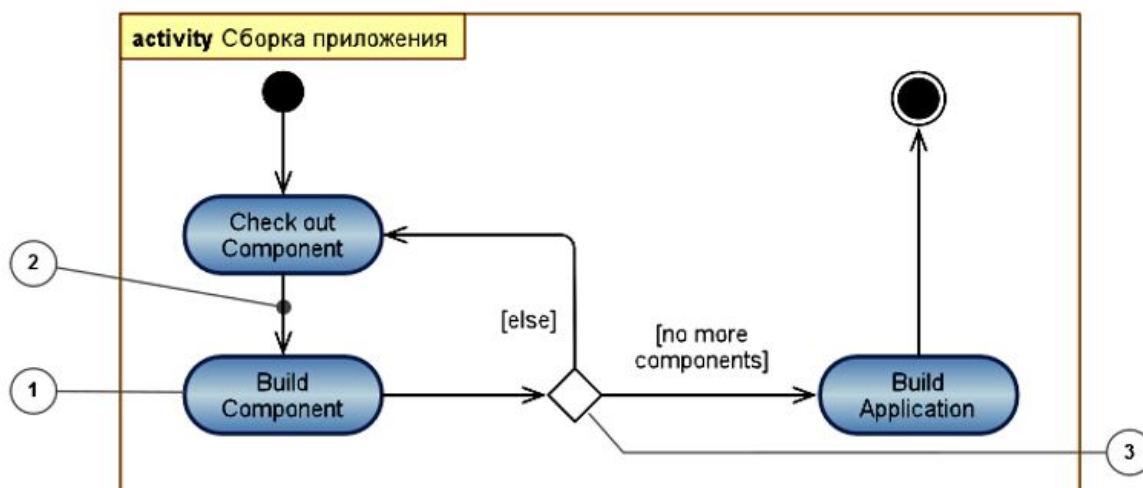 activity Сборка приложения
Check out
Component
2
[else]
[no more
components]
1
Build
Component
Build
Application
3